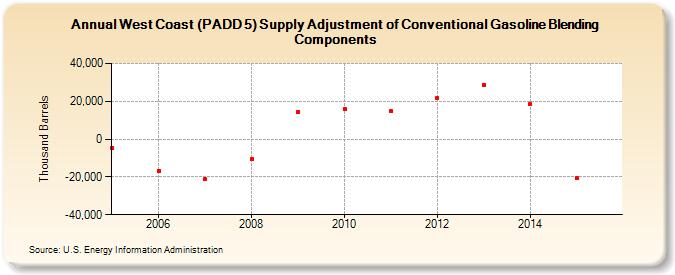 Annual West Coast (PADD 5) Supply Adjustment of Conventional Gasoline Blending
Components
Thousand Barrels
40,000
20,000
0
-20,000
-40,000
2006
2008
2010
2012
2014
Source: U.S. Energy Information Administration